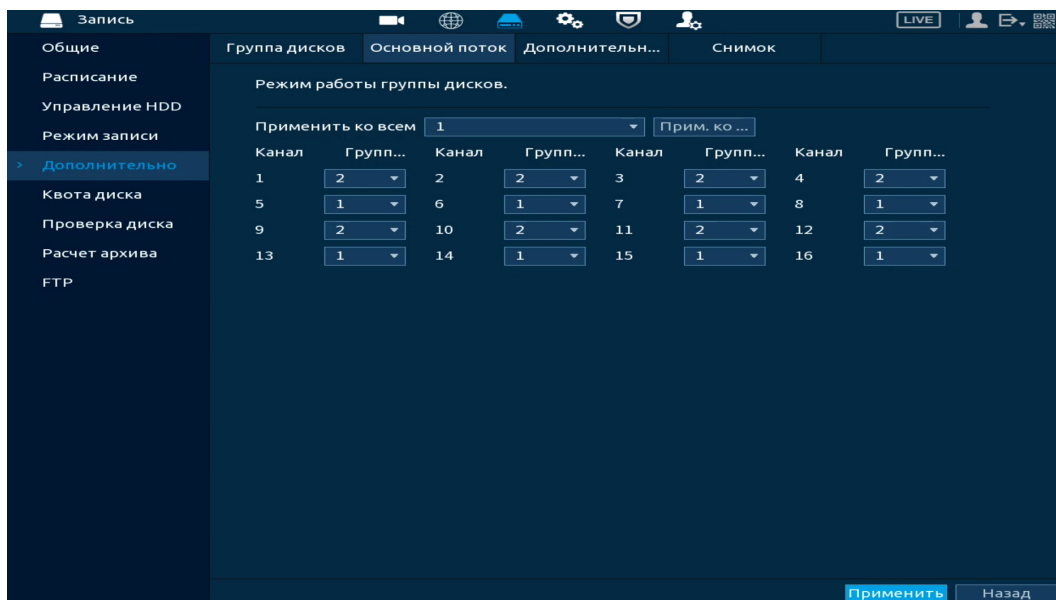 Запись LIVE
Общие
Расписание
Управление HDD
Режим записи
> Дополнительно
Квота диска
Проверка диска
Расчет архива
FTP
Группа дисков Основной поток Дополнительн... Снимок
Режим работы группы дисков.
Применить ко всем 1 Прим. ко ...
Канал Групп... Канал Групп... Канал Групп... Канал Групп...
1 2 2 2 3 2 4 2
5 1 6 1 7 1 8 1
9 2 10 2 11 2 12 2
13 1 14 1 15 1 16 1
Применить Назад